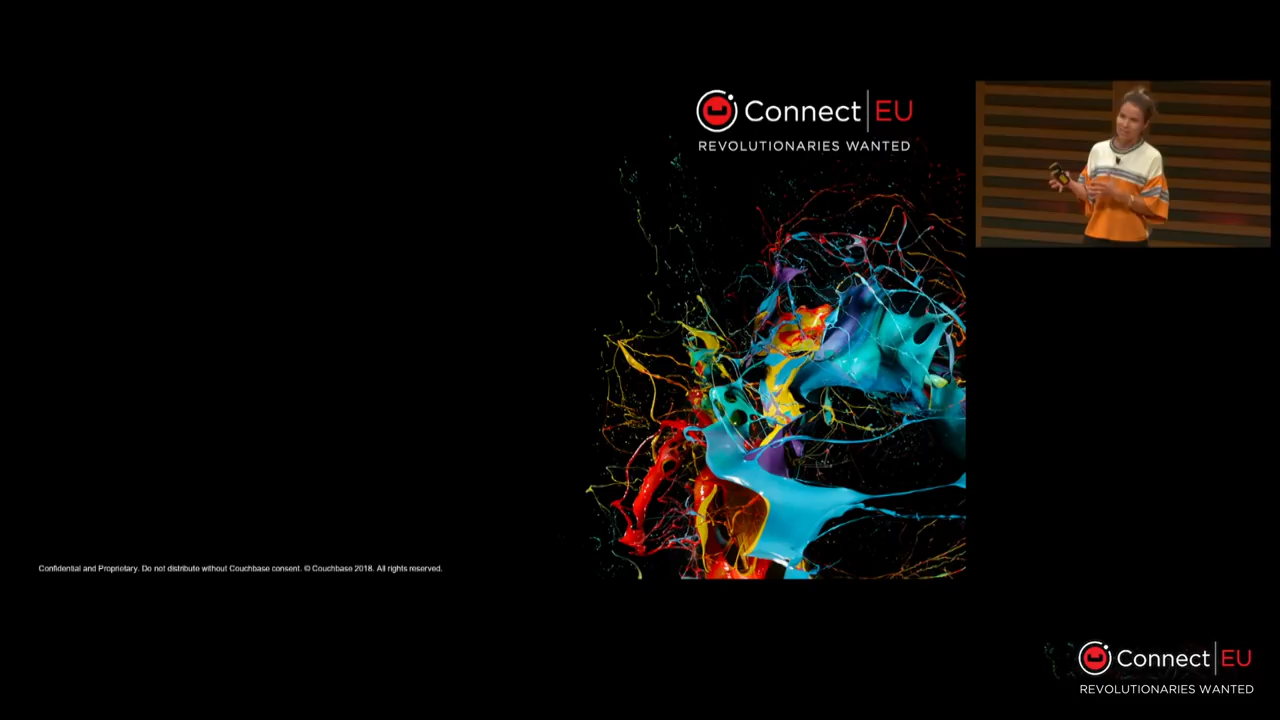 Connect EU
REVOLUTIONARIES WANTED
Confidential and Proprietary. Do not distribute without Couchbase consent. © Couchbase 2018. All rights reserved.
Connect EU
REVOLUTIONARIES WANTED